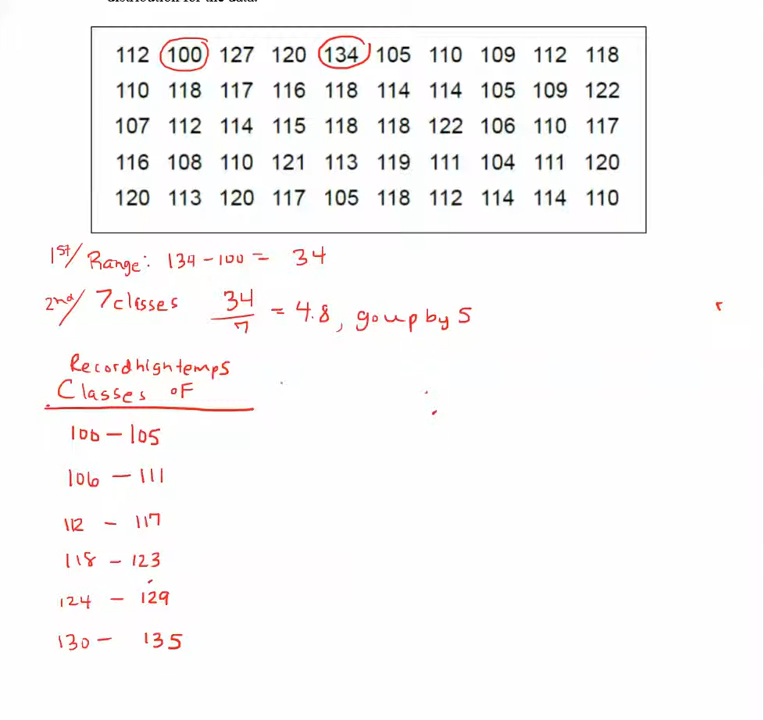 distribution for the data.
112 100 127 120 134 105 110 109 112 118
110 118 117 116 118 114 114 105 109 122
107 112 114 115 118 118 122 106 110 117
116 108 110 121 113 119 111 104 111 120
120 113 120 117 105 118 112 114 114 110
1st/ Range: 134 - 100 = 34
2nd/ 7 classes 34/7 = 4.8, go up by 5
Record high temps
Classes oF
100 - 105
106 - 111
112 - 117
118 - 123
124 - 129
130 - 135